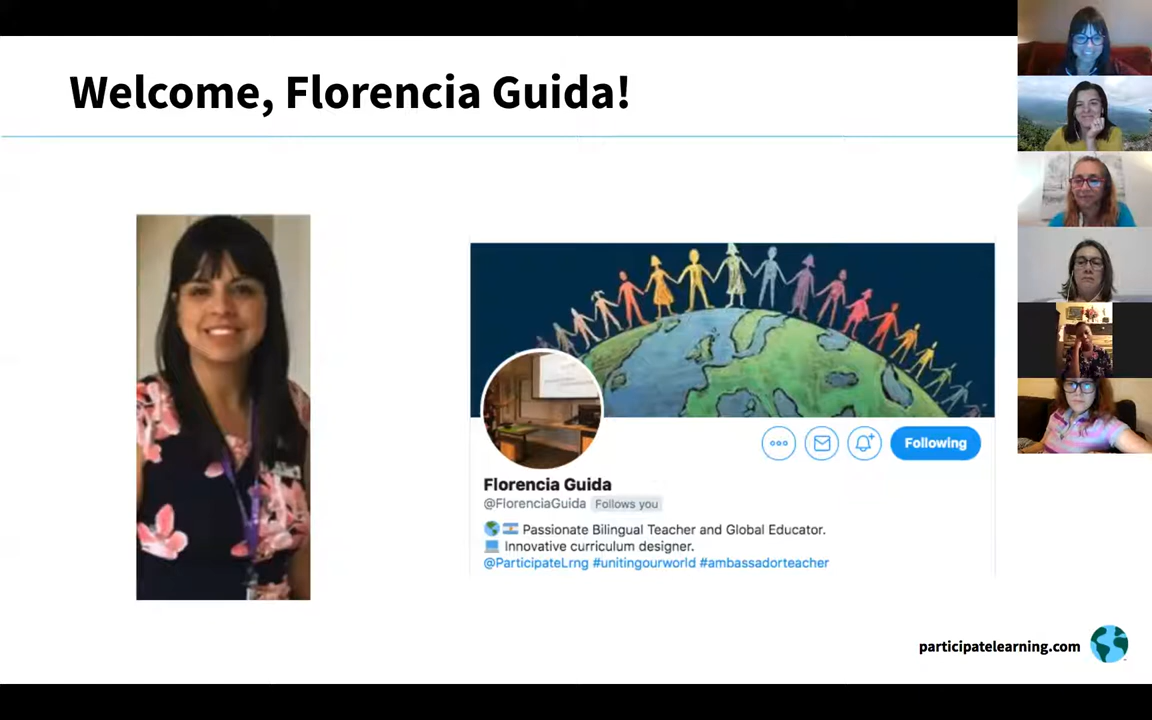 Welcome, Florencia Guida!
Following
Florencia Guida
@FlorenciaGuida Follows you
Passionate Bilingual Teacher and Global Educator.
Innovative curriculum designer.
@ParticipateLrng #unitingourworld #ambassadorteacher
participatelearning.com